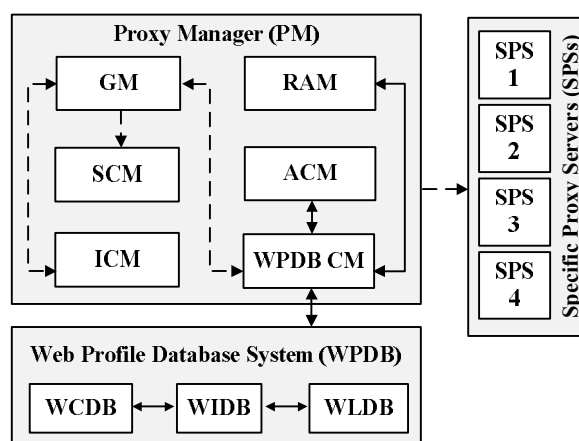 Proxy Manager (PM)
GM
RAM
SCM
ACM
ICM
WPDB CM
Web Profile Database System (WPDB)
WCDB
WIDB
WLDB
SPS
1
SPS
2
SPS
3
SPS
4
Specific Proxy Servers (SPSs)